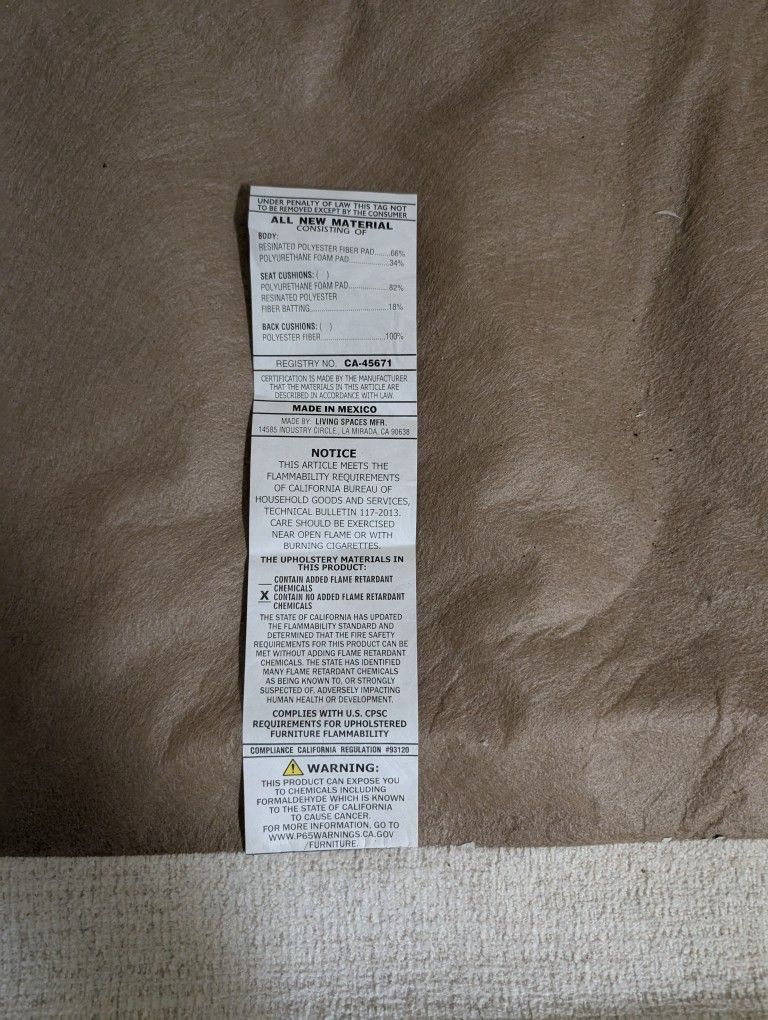 UNDER PENALTY OF LAW THIS TAG NOT
TO BE REMOVED EXCEPT BY THE CONSUMER
ALL NEW MATERIAL
CONSISTING OF
BODY:
RESINATED POLYESTER FIBER PAD......66%
POLYURETHANE FOAM PAD..................34%
SEAT CUSHIONS: ( )
POLYURETHANE FOAM PAD..................82%
RESINATED POLYESTER
FIBER BATTING..................................18%
BACK CUSHIONS: ( )
POLYESTER FIBER............................100%
REGISTRY NO. CA-45671
CERTIFICATION IS MADE BY THE MANUFACTURER
THAT THE MATERIALS IN THIS ARTICLE ARE
DESCRIBED IN ACCORDANCE WITH LAW.
MADE IN MEXICO
MADE BY: LIVING SPACES MFR.
14585 INDUSTRY CIRCLE., LA MIRADA, CA 90638
NOTICE
THIS ARTICLE MEETS THE
FLAMMABILITY REQUIREMENTS
OF CALIFORNIA BUREAU OF
HOUSEHOLD GOODS AND SERVICES,
TECHNICAL BULLETIN 117-2013.
CARE SHOULD BE EXERCISED
NEAR OPEN FLAME OR WITH
BURNING CIGARETTES.
THE UPHOLSTERY MATERIALS IN
THIS PRODUCT:
__ CONTAIN ADDED FLAME RETARDANT
CHEMICALS
X CONTAIN NO ADDED FLAME RETARDANT
CHEMICALS
THE STATE OF CALIFORNIA HAS UPDATED
THE FLAMMABILITY STANDARD AND
DETERMINED THAT THE FIRE SAFETY
REQUIREMENTS FOR THIS PRODUCT CAN BE
MET WITHOUT ADDING FLAME RETARDANT
CHEMICALS. THE STATE HAS IDENTIFIED
MANY FLAME RETARDANT CHEMICALS
AS BEING KNOWN TO, OR STRONGLY
SUSPECTED OF, ADVERSELY IMPACTING
HUMAN HEALTH OR DEVELOPMENT.
COMPLIES WITH U.S. CPSC
REQUIREMENTS FOR UPHOLSTERED
FURNITURE FLAMMABILITY
COMPLIANCE CALIFORNIA REGULATION #93120
WARNING:
THIS PRODUCT CAN EXPOSE YOU
TO CHEMICALS INCLUDING
FORMALDEHYDE WHICH IS KNOWN
TO THE STATE OF CALIFORNIA
TO CAUSE CANCER.
FOR MORE INFORMATION, GO TO
WWW.P65WARNINGS.CA.GOV
/FURNITURE.